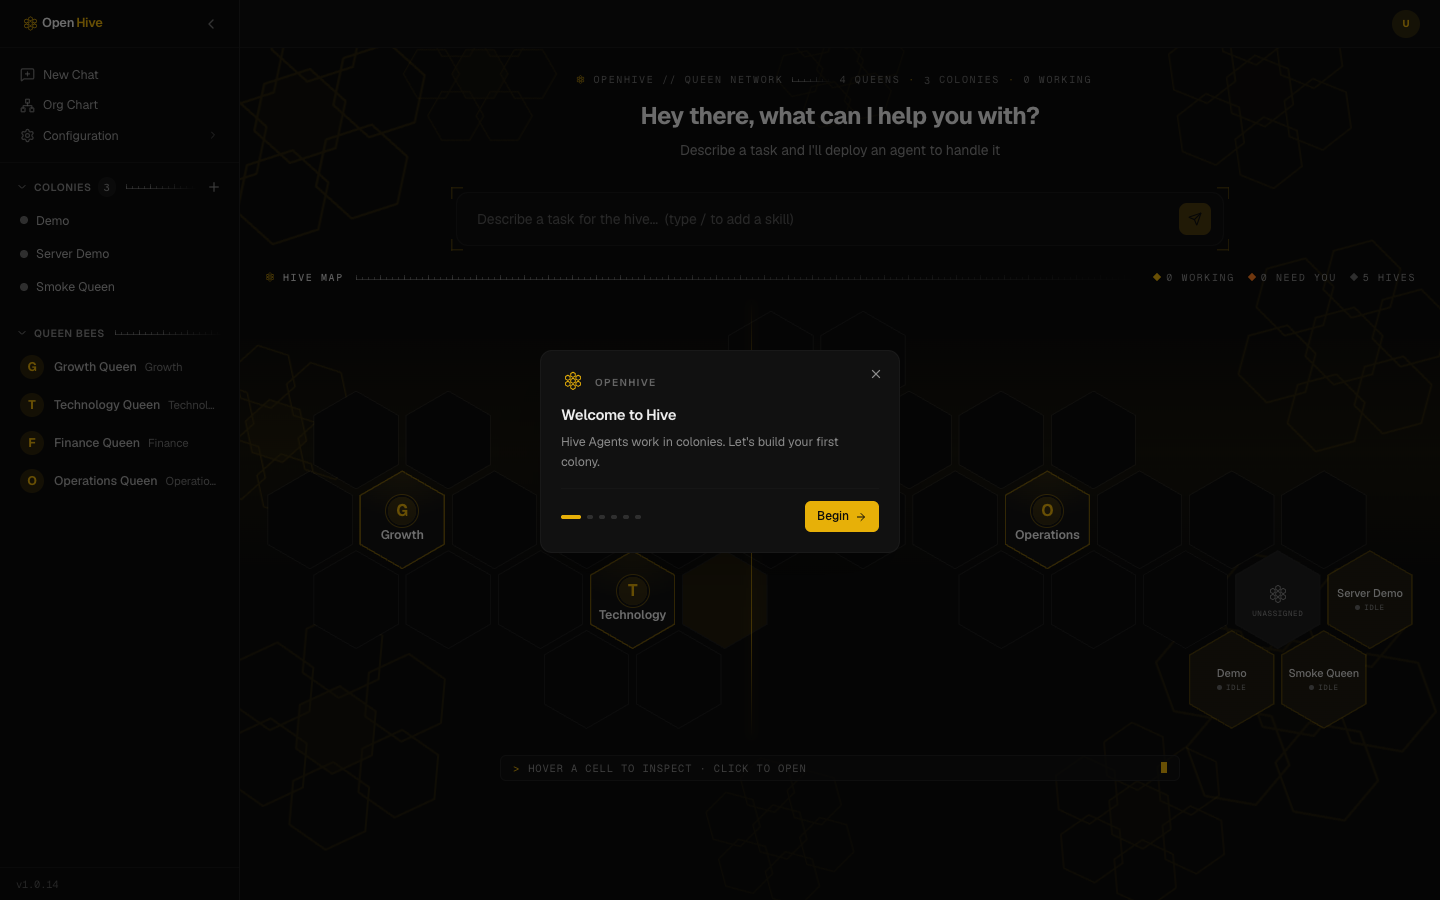 Open Hive
U
New Chat
Org Chart
Configuration
COLONIES 3
Demo
Server Demo
Smoke Queen
QUEEN BEES
G Growth Queen Growth
T Technology Queen Technol...
F Finance Queen Finance
O Operations Queen Operatio...
v1.0.14
OPENHIVE // QUEEN NETWORK 4 QUEENS · 3 COLONIES · 0 WORKING
Hey there, what can I help you with?
Describe a task and I'll deploy an agent to handle it
Describe a task for the hive... (type / to add a skill)
HIVE MAP
0 WORKING 0 NEED YOU 5 HIVES
OPENHIVE
Welcome to Hive
Hive Agents work in colonies. Let's build your first
colony.
Begin →
G
Growth
O
Operations
T
Technology
UNASSIGNED
Server Demo
IDLE
Demo
IDLE
Smoke Queen
IDLE
> HOVER A CELL TO INSPECT · CLICK TO OPEN